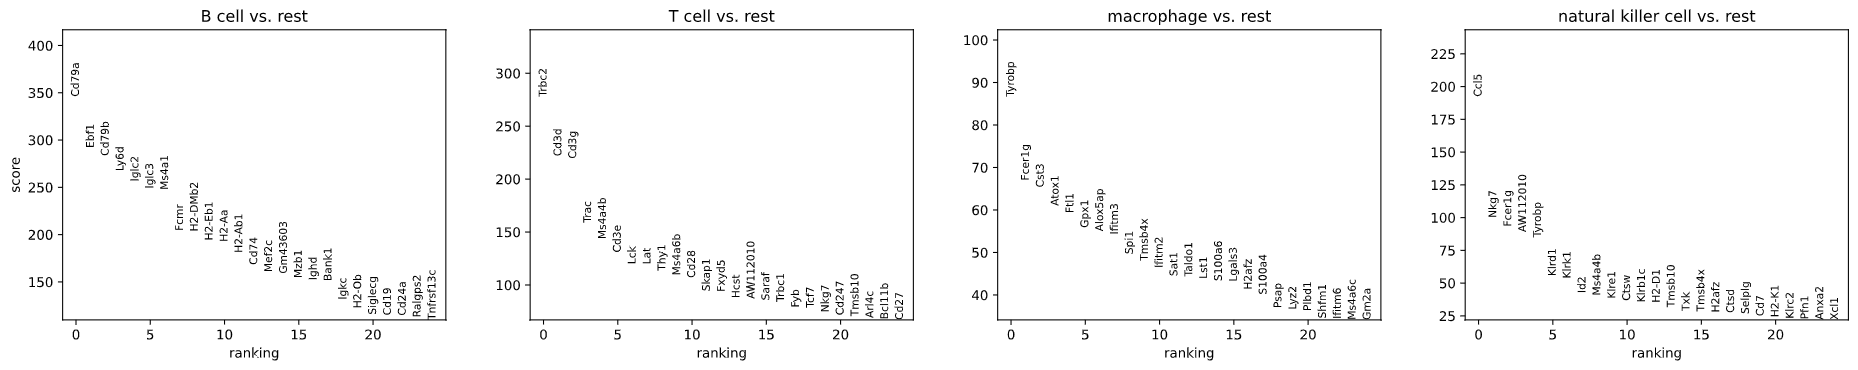 B cell vs. rest
score
400
350
300
250
200
150
Cd79a
Ebf1
Cd79b
Ly6d
Iglc2
Iglc3
Ms4a1
Fcmr
H2-DMb2
H2-Eb1
H2-Aa
H2-Ab1
Cd74
Mef2c
Gm43603
Mzb1
Ighd
Bank1
Igkc
H2-Ob
Siglecg
Cd19
Cd24a
Ralgps2
Tnfrsf13c
0 5 10 15 20
ranking
T cell vs. rest
300
250
200
150
100
Trbc2
Cd3d
Cd3g
Trac
Ms4a4b
Cd3e
Lck
Lat
Thy1
Ms4a6b
Cd28
Skap1
Fxyd5
Hcst
AW112010
Saraf
Trbc1
Fyb
Tcf7
Nkg7
Cd247
Tmsb10
Arl4c
Bcl11b
Cd27
0 5 10 15 20
ranking
macrophage vs. rest
100
90
80
70
60
50
40
Tyrobp
Fcer1g
Cst3
Atox1
Ftl1
Gpx1
Alox5ap
Ifitm3
Spi1
Tmsb4x
Ifitm2
Sat1
Taldo1
Lst1
S100a6
Lgals3
H2afz
S100a4
Psap
Lyz2
Plbd1
Shfm1
Ifitm6
Ms4a6c
Grn2a
0 5 10 15 20
ranking
natural killer cell vs. rest
225
200
175
150
125
100
75
50
25
Ccl5
Nkg7
Fcer1g
AW112010
Tyrobp
Klrd1
Klrk1
Id2
Ms4a4b
Klre1
Ctsw
Klrb1c
H2-D1
Tmsb10
Txk
Tmsb4x
H2afz
Ctsd
Selplg
Cd7
H2-K1
Klrc2
Pfn1
Anxa2
Xcl1
0 5 10 15 20
ranking